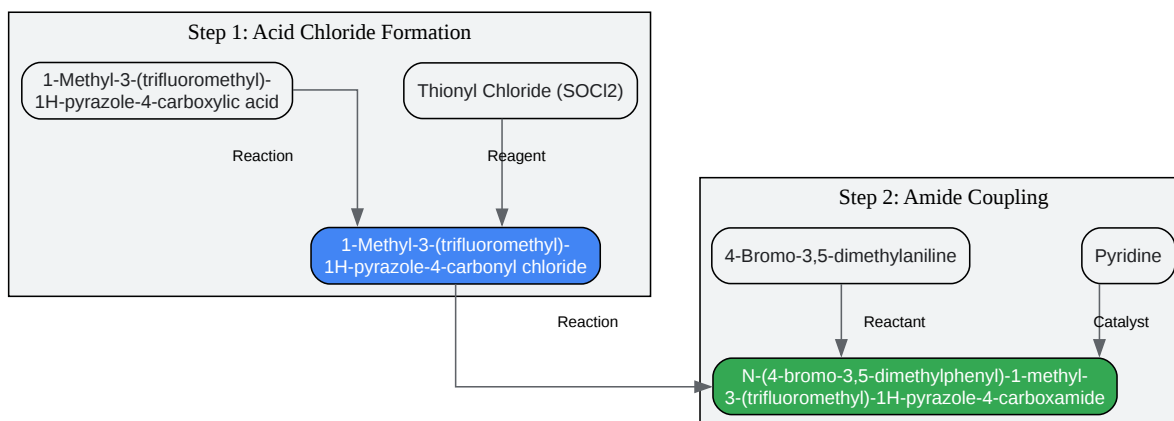 Step 1: Acid Chloride Formation
1-Methyl-3-(trifluoromethyl)-
1H-pyrazole-4-carboxylic acid
Thionyl Chloride (SOCl2)
Reaction
Reagent
1-Methyl-3-(trifluoromethyl)-
1H-pyrazole-4-carbonyl chloride
Step 2: Amide Coupling
4-Bromo-3,5-dimethylaniline
Pyridine
Reaction
Reactant
Catalyst
N-(4-bromo-3,5-dimethylphenyl)-1-methyl-
3-(trifluoromethyl)-1H-pyrazole-4-carboxamide